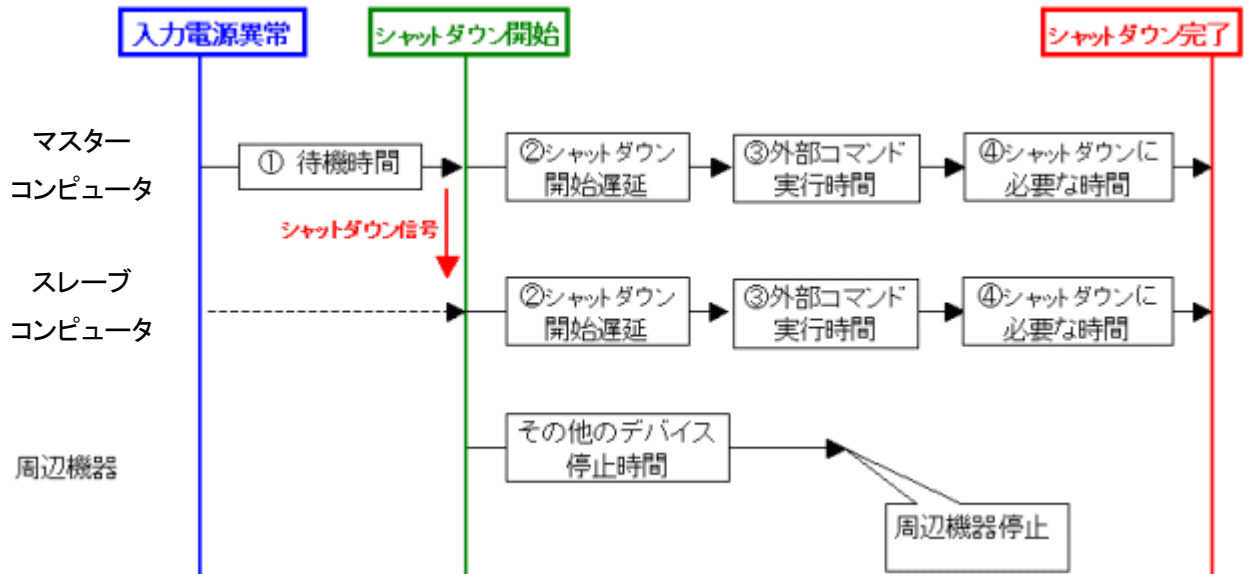 入力電源異常
シャットダウン開始
シャットダウン完了
マスター
コンピュータ
① 待機時間
②シャットダウン
開始遅延
③外部コマンド
実行時間
④シャットダウンに
必要な時間
シャットダウン信号
スレーブ
コンピュータ
②シャットダウン
開始遅延
③外部コマンド
実行時間
④シャットダウンに
必要な時間
周辺機器
その他のデバイス
停止時間
周辺機器停止